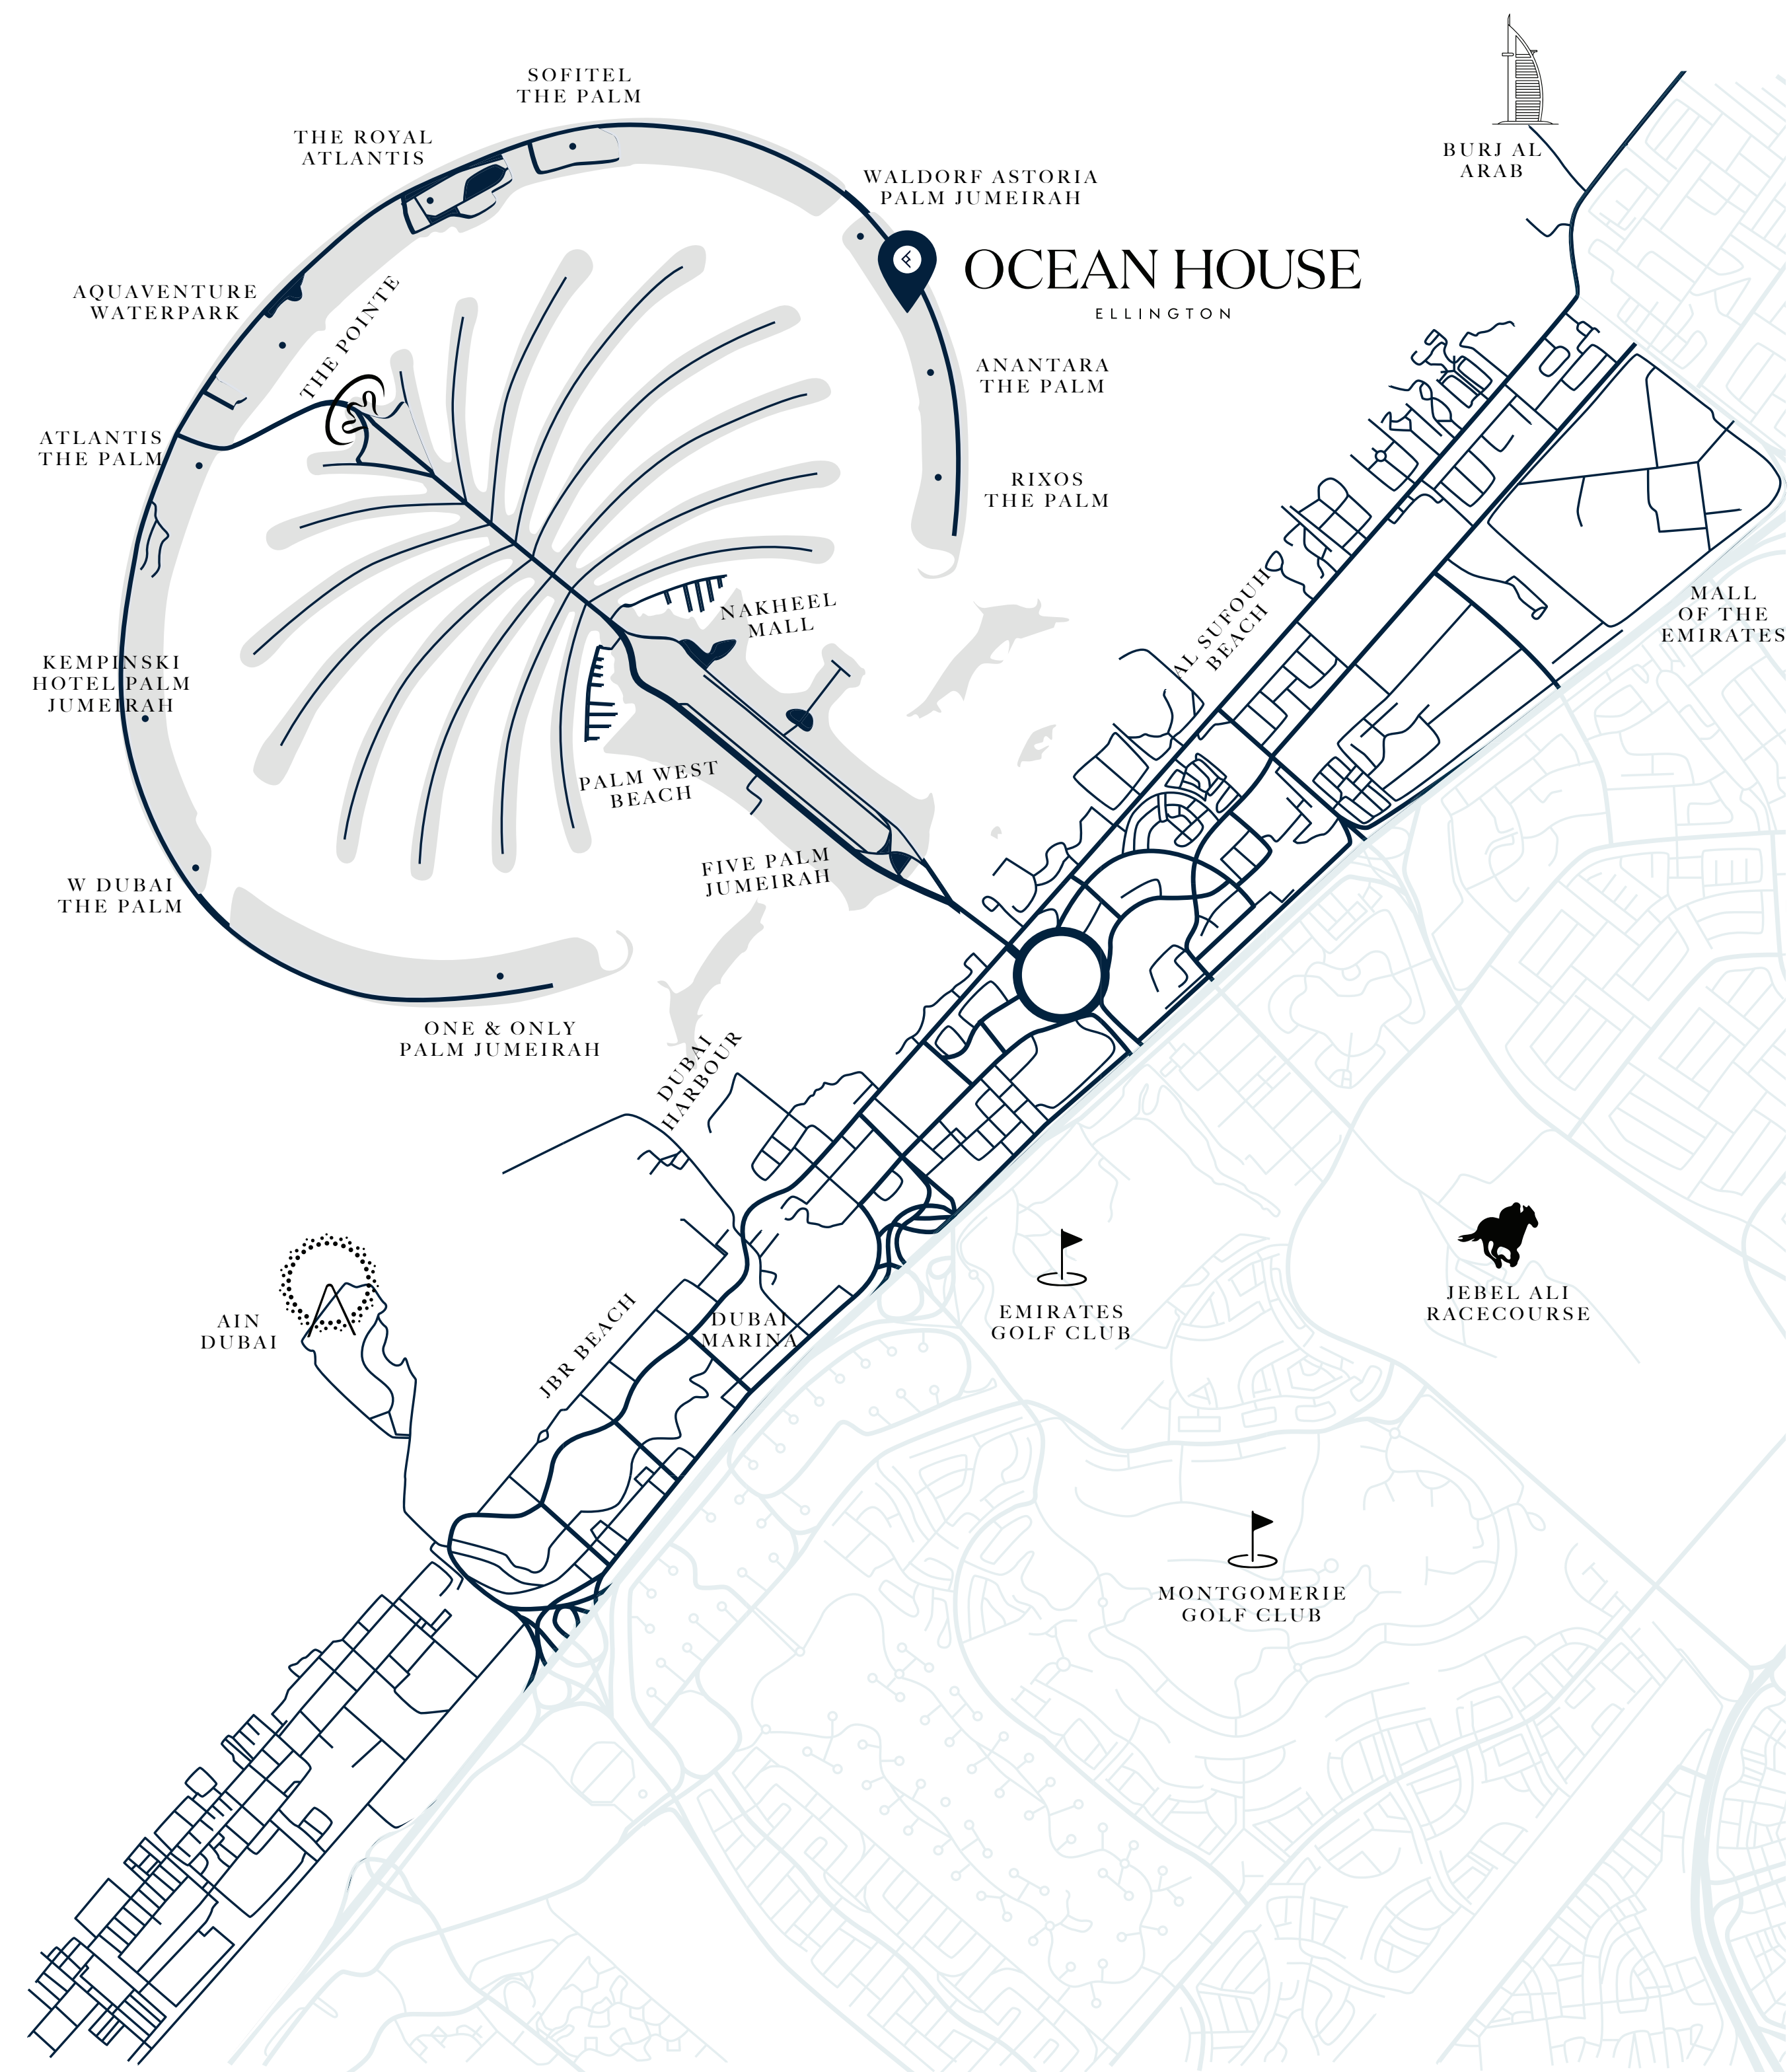 SOFITEL
THE PALM
THE ROYAL
ATLANTIS
BURJ AL
ARAB
WALDORF ASTORIA
PALM JUMEIRAH
OCEAN HOUSE
ELLINGTON
AQUAVENTURE
WATERPARK
THE POINTE
ANANTARA
THE PALM
ATLANTIS
THE PALM
RIXOS
THE PALM
NAKHEEL
MALL
AL SUFOUH
BEACH
MALL
OF THE
EMIRATES
KEMPINSKI
HOTEL PALM
JUMEIRAH
PALM WEST
BEACH
FIVE PALM
JUMEIRAH
W DUBAI
THE PALM
ONE & ONLY
PALM JUMEIRAH
DUBAI
HARBOUR
AIN
DUBAI
JBR BEACH
DUBAI
MARINA
EMIRATES
GOLF CLUB
JEBEL ALI
RACECOURSE
MONTGOMERIE
GOLF CLUB